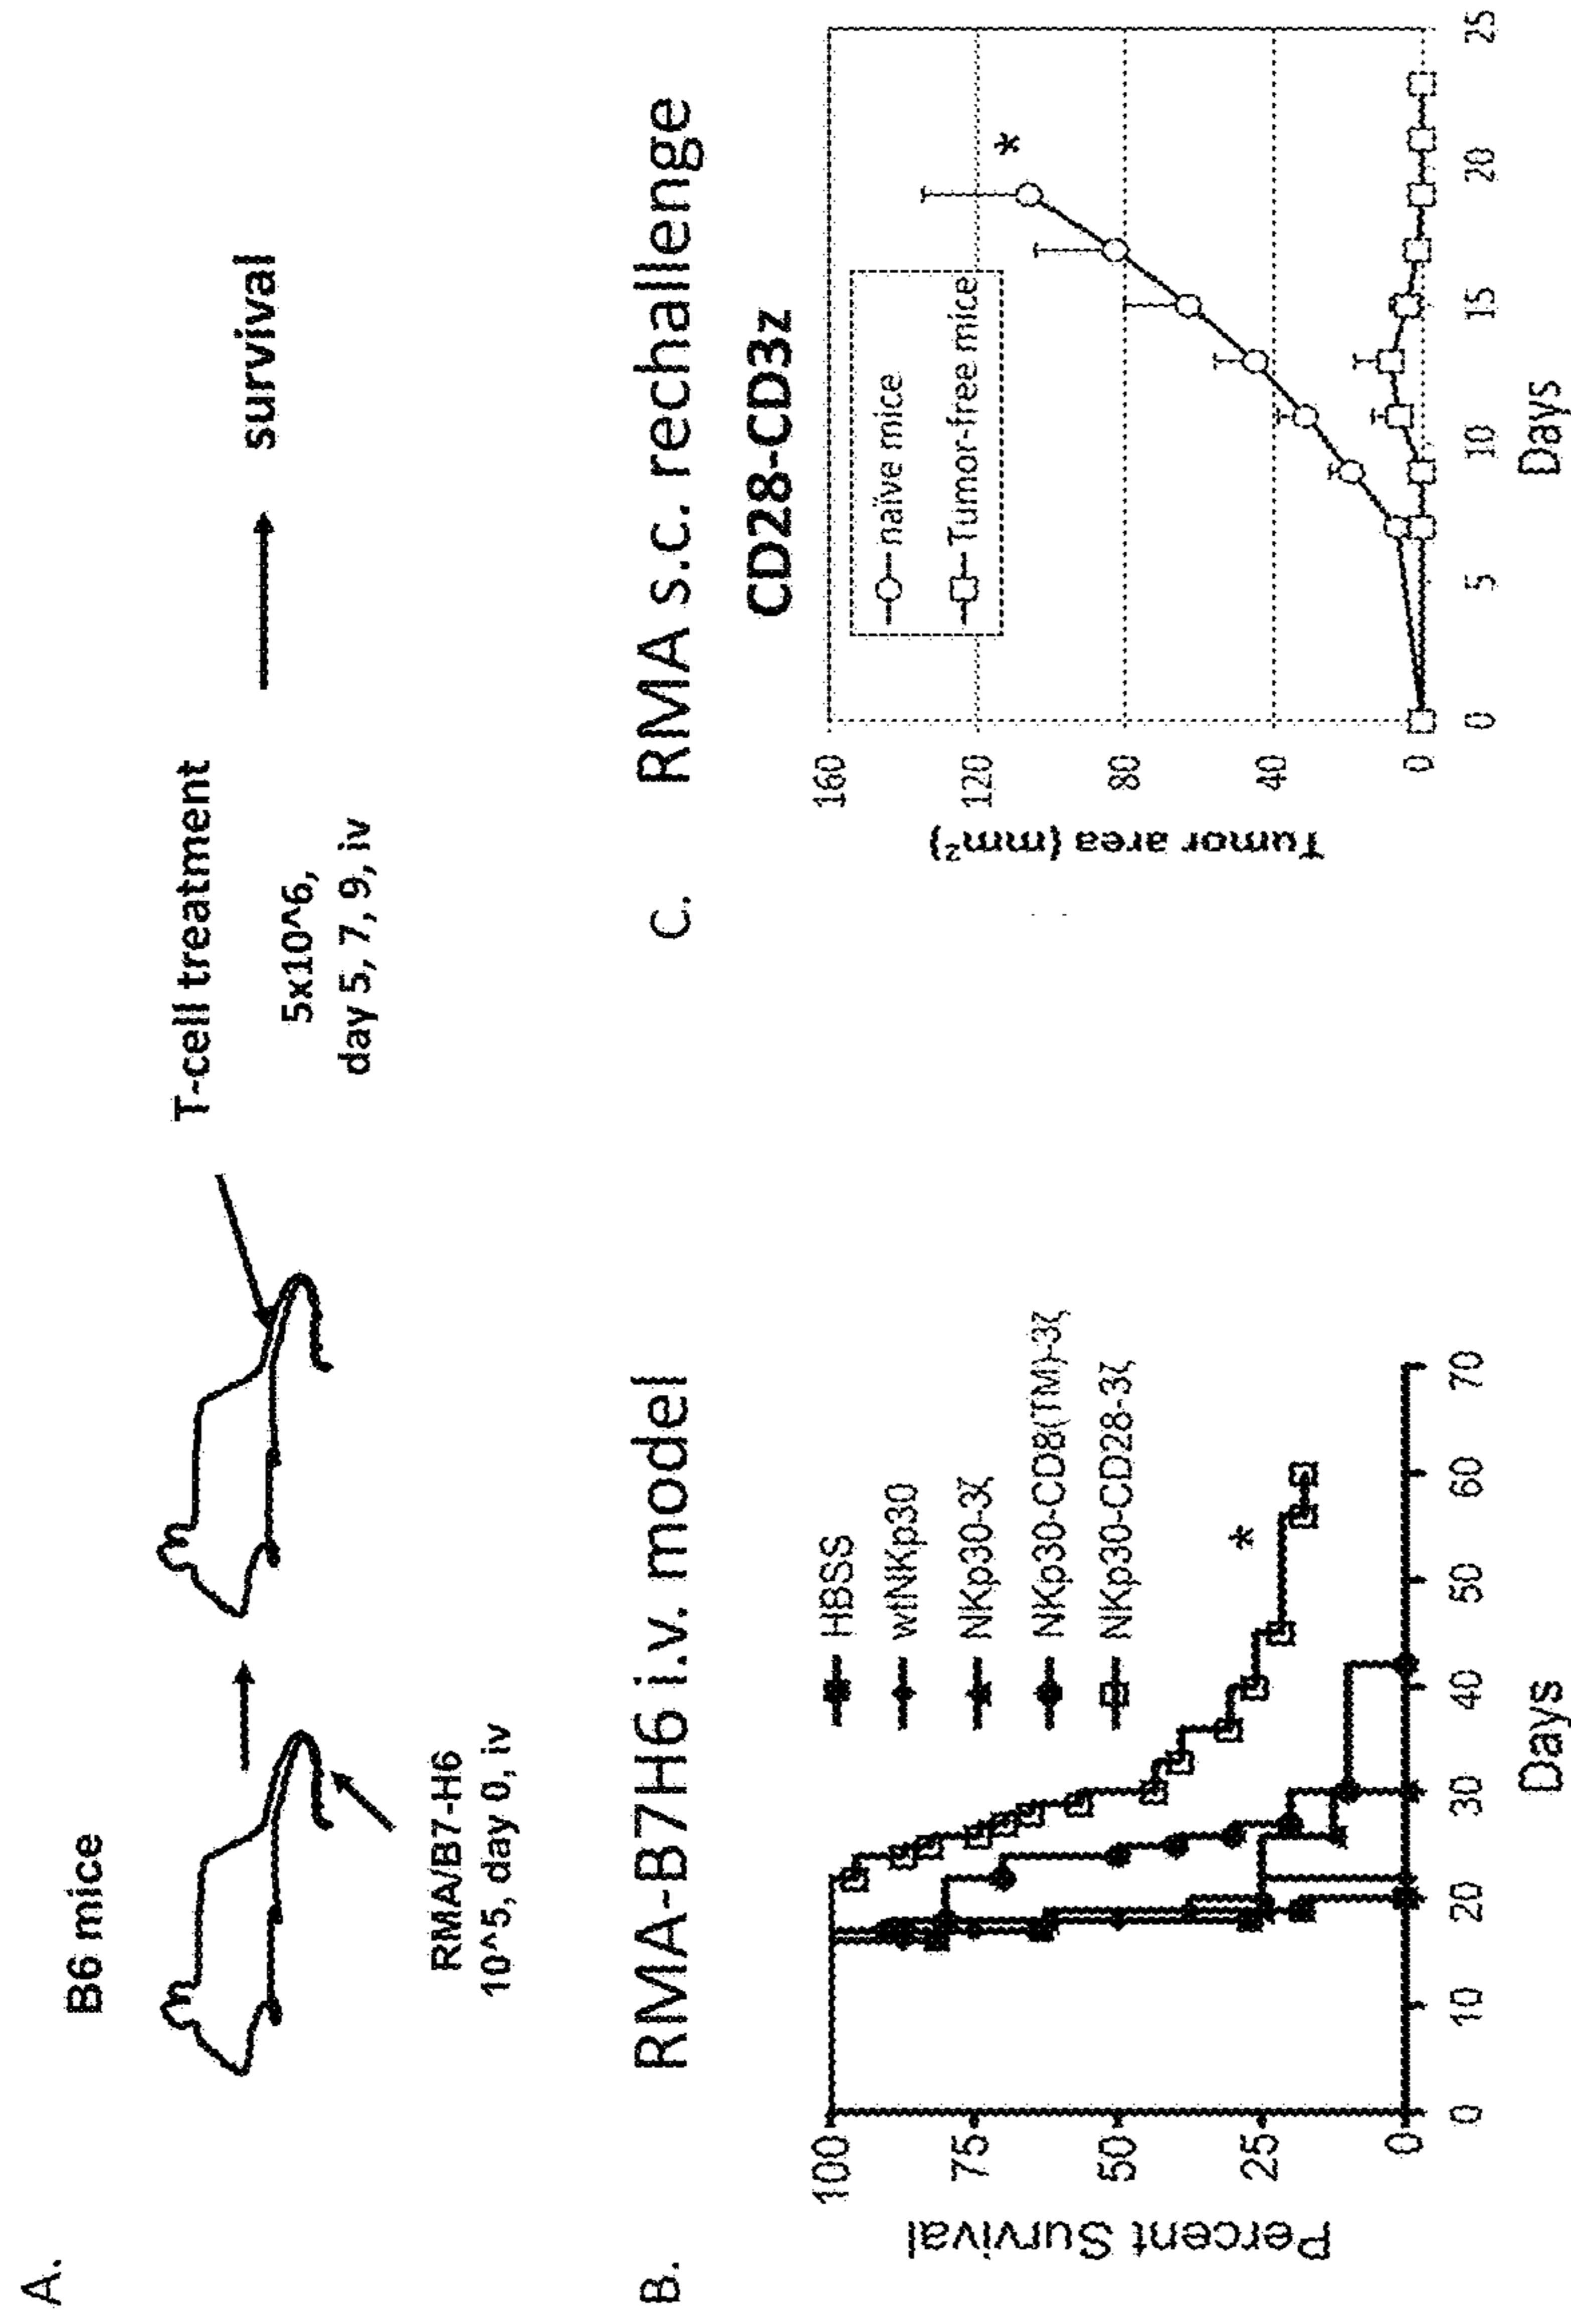 A.
B6 mice
RMA/B7-H6
10^5, day 0, iv
T-cell treatment
5x10^6,
day 5, 7, 9, iv
survival
B.
RMA-B7H6 i.v. model
Percent Survival
100
75
50
25
0
0 10 20 30 40 50 60 70
Days
HBSS
wtNKp30
NKp30-3ζ
NKp30-CD8(TM)-3ζ
NKp30-CD28-3ζ
*
C.
RMA s.c. rechallenge
CD28-CD3z
Tumor area (mm²)
160
120
80
40
0
0 5 10 15 20 25
Days
naïve mice
Tumor-free mice
*